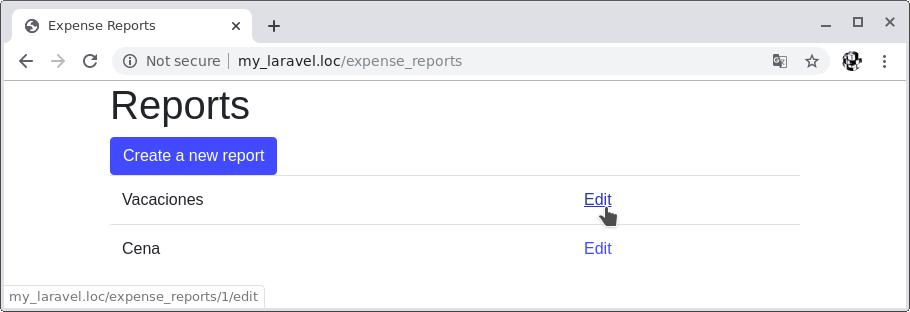 Expense Reports
Not secure my_laravel.loc/expense_reports
Reports
Create a new report
Vacaciones Edit
Cena Edit
my_laravel.loc/expense_reports/1/edit